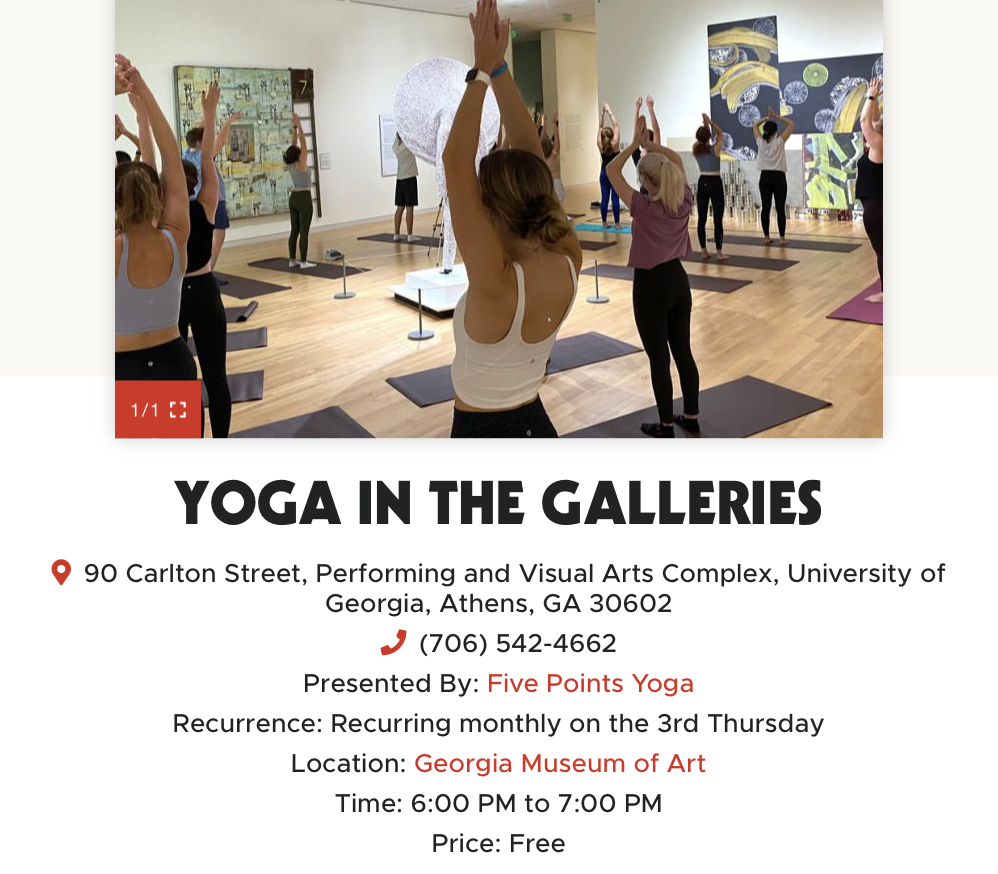 7
1/1
YOGA IN THE GALLERIES
90 Carlton Street, Performing and Visual Arts Complex, University of
Georgia, Athens, GA 30602
(706) 542-4662
Presented By: Five Points Yoga
Recurrence: Recurring monthly on the 3rd Thursday
Location: Georgia Museum of Art
Time: 6:00 PM to 7:00 PM
Price: Free